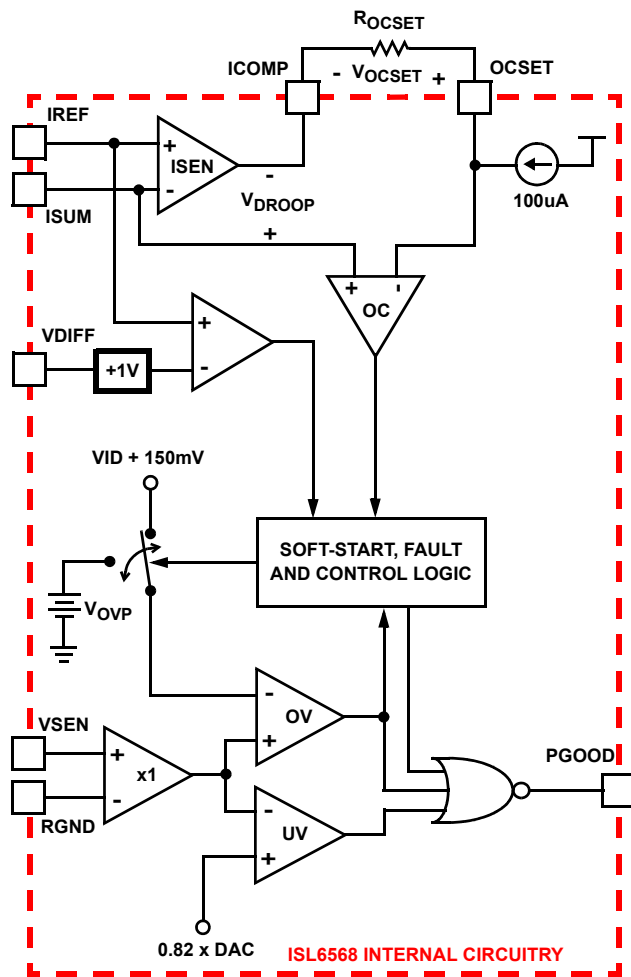 ROCSET
ICOMP
- VOCSET +
OCSET
IREF
+
ISEN
-
ISUM
-
VDROOP
+
100uA
+ -
OC
VDIFF
+1V
+
-
VID + 150mV
SOFT-START, FAULT
AND CONTROL LOGIC
VOVP
-
OV
+
VSEN
+
x1
-
RGND
PGOOD
-
UV
+
0.82 x DAC
ISL6568 INTERNAL CIRCUITRY